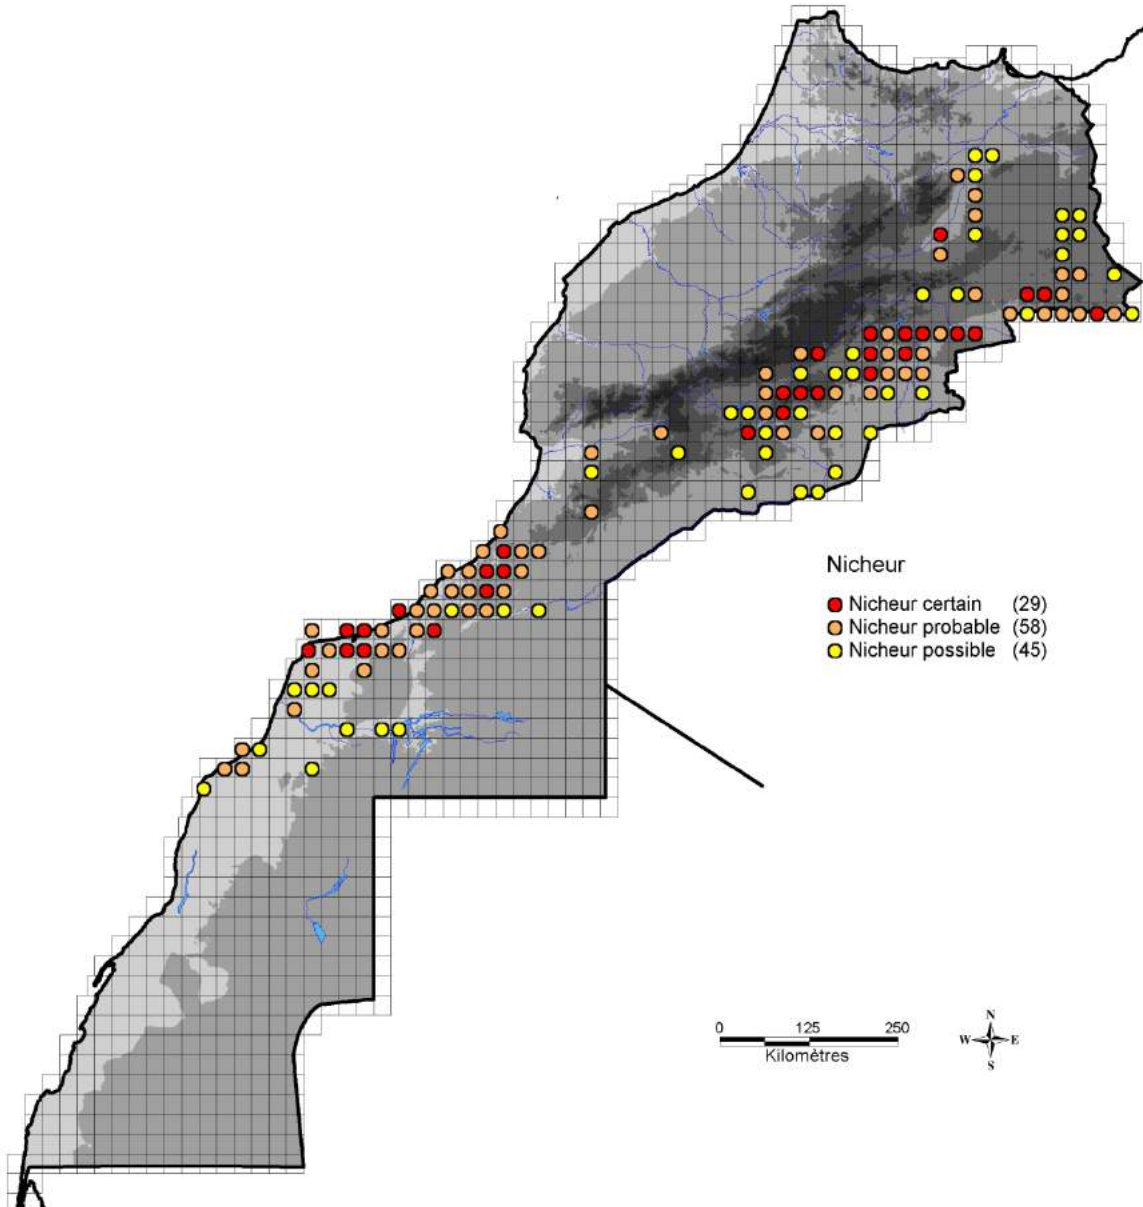 Nicheur
Nicheur certain (29)
Nicheur probable (58)
Nicheur possible (45)
0 125 250
Kilomètres
N
W E
S